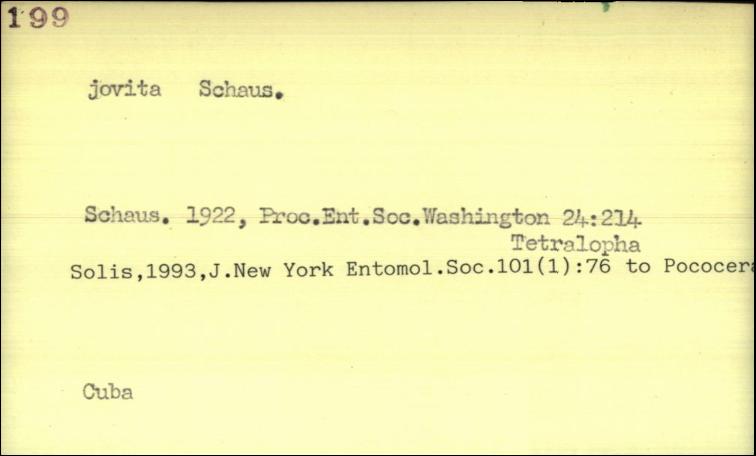 199
jovita Schaus.
Schaus. 1922, Proc.Ent.Soc.Washington 24:214
Tetralopha
Solis,1993,J.New York Entomol.Soc.101(1):76 to Pococera
Cuba